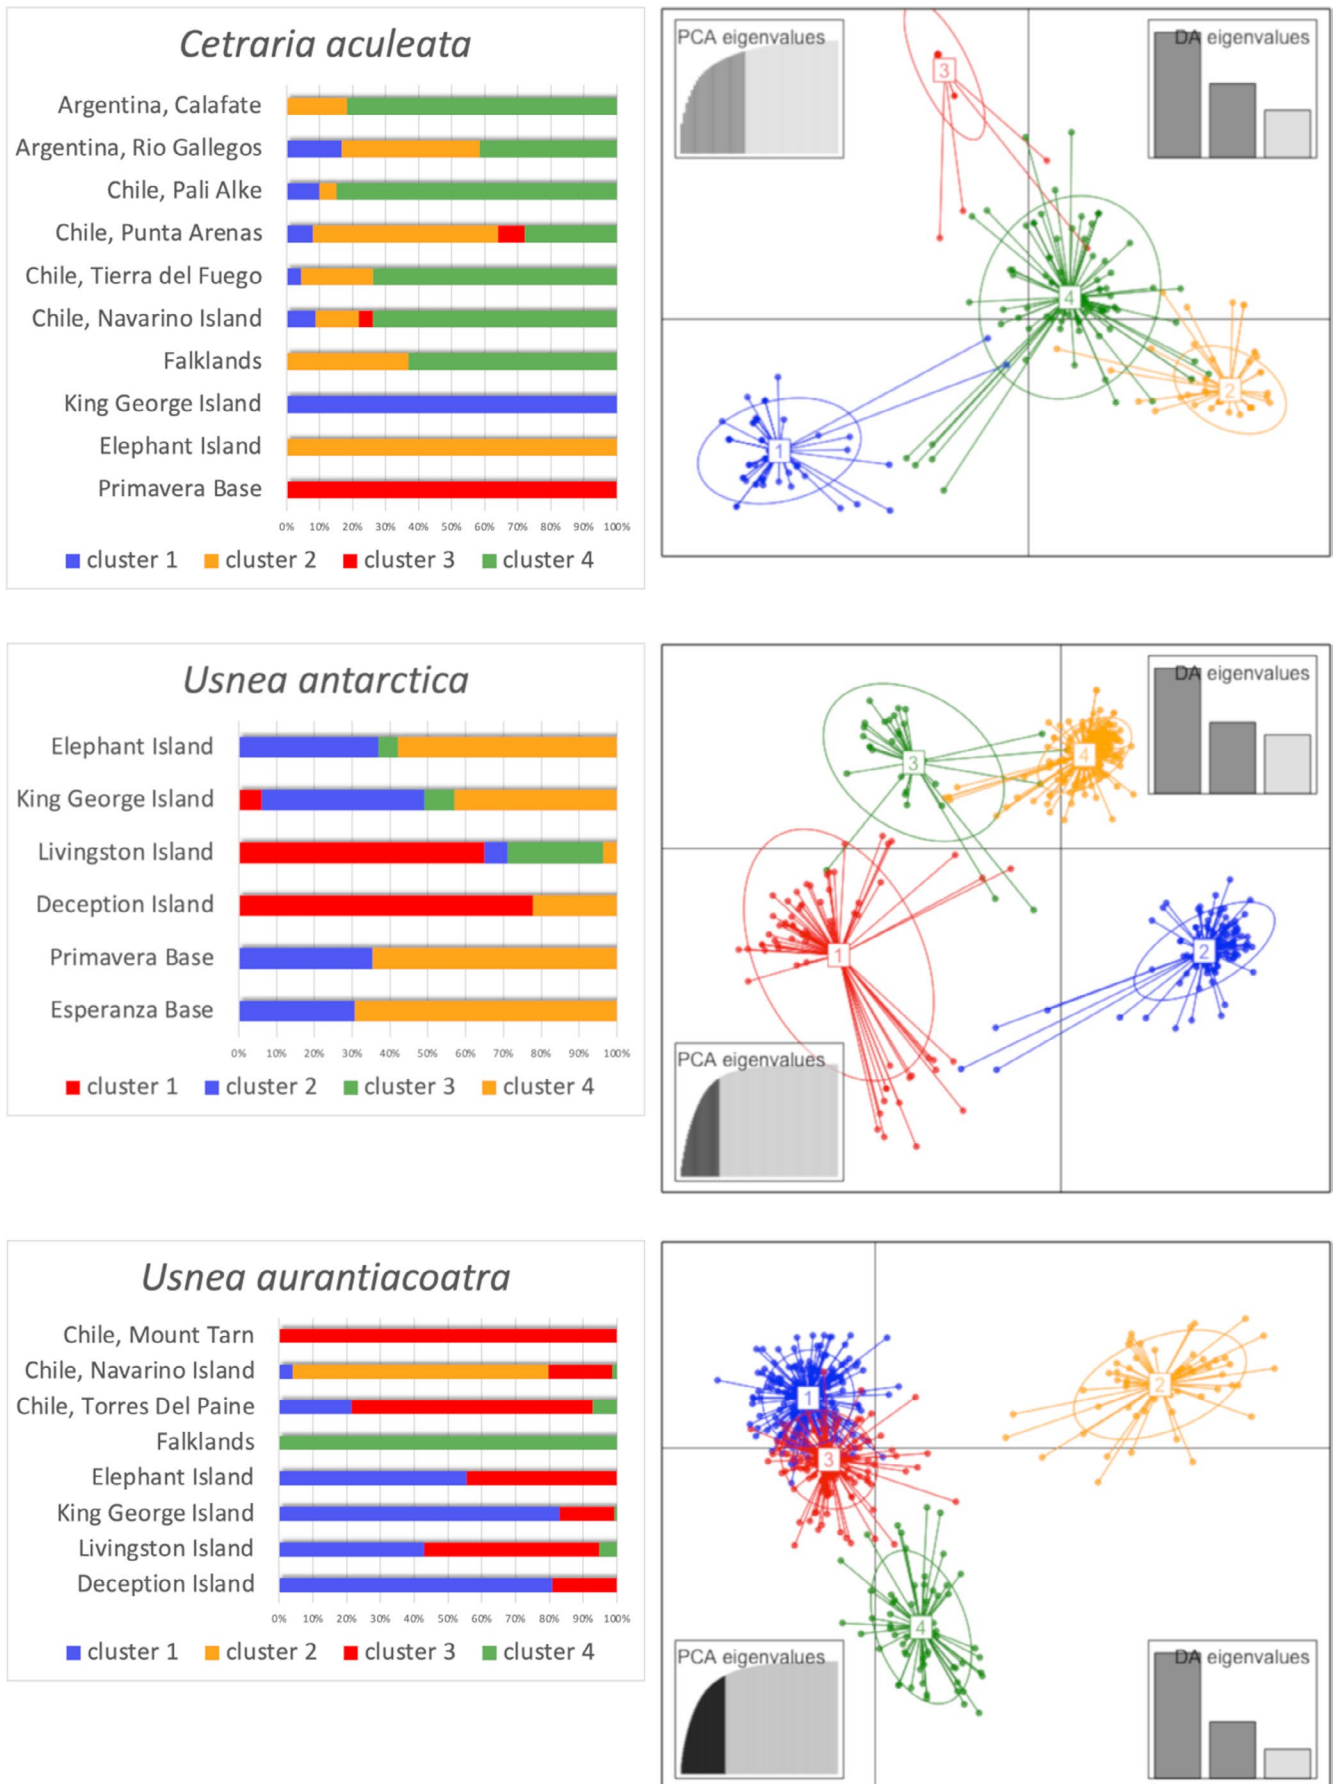 Cetraria aculeata
Argentina, Calafate
Argentina, Rio Gallegos
Chile, Pali Alke
Chile, Punta Arenas
Chile, Tierra del Fuego
Chile, Navarino Island
Falklands
King George Island
Elephant Island
Primavera Base
0% 10% 20% 30% 40% 50% 60% 70% 80% 90% 100%
cluster 1 cluster 2 cluster 3 cluster 4
PCA eigenvalues
DA eigenvalues
3
4
2
1
Usnea antarctica
Elephant Island
King George Island
Livingston Island
Deception Island
Primavera Base
Esperanza Base
0% 10% 20% 30% 40% 50% 60% 70% 80% 90% 100%
cluster 1 cluster 2 cluster 3 cluster 4
DA eigenvalues
4
3
2
1
PCA eigenvalues
Usnea aurantiacoatra
Chile, Mount Tarn
Chile, Navarino Island
Chile, Torres Del Paine
Falklands
Elephant Island
King George Island
Livingston Island
Deception Island
0% 10% 20% 30% 40% 50% 60% 70% 80% 90% 100%
cluster 1 cluster 2 cluster 3 cluster 4
2
1
3
4
PCA eigenvalues
DA eigenvalues